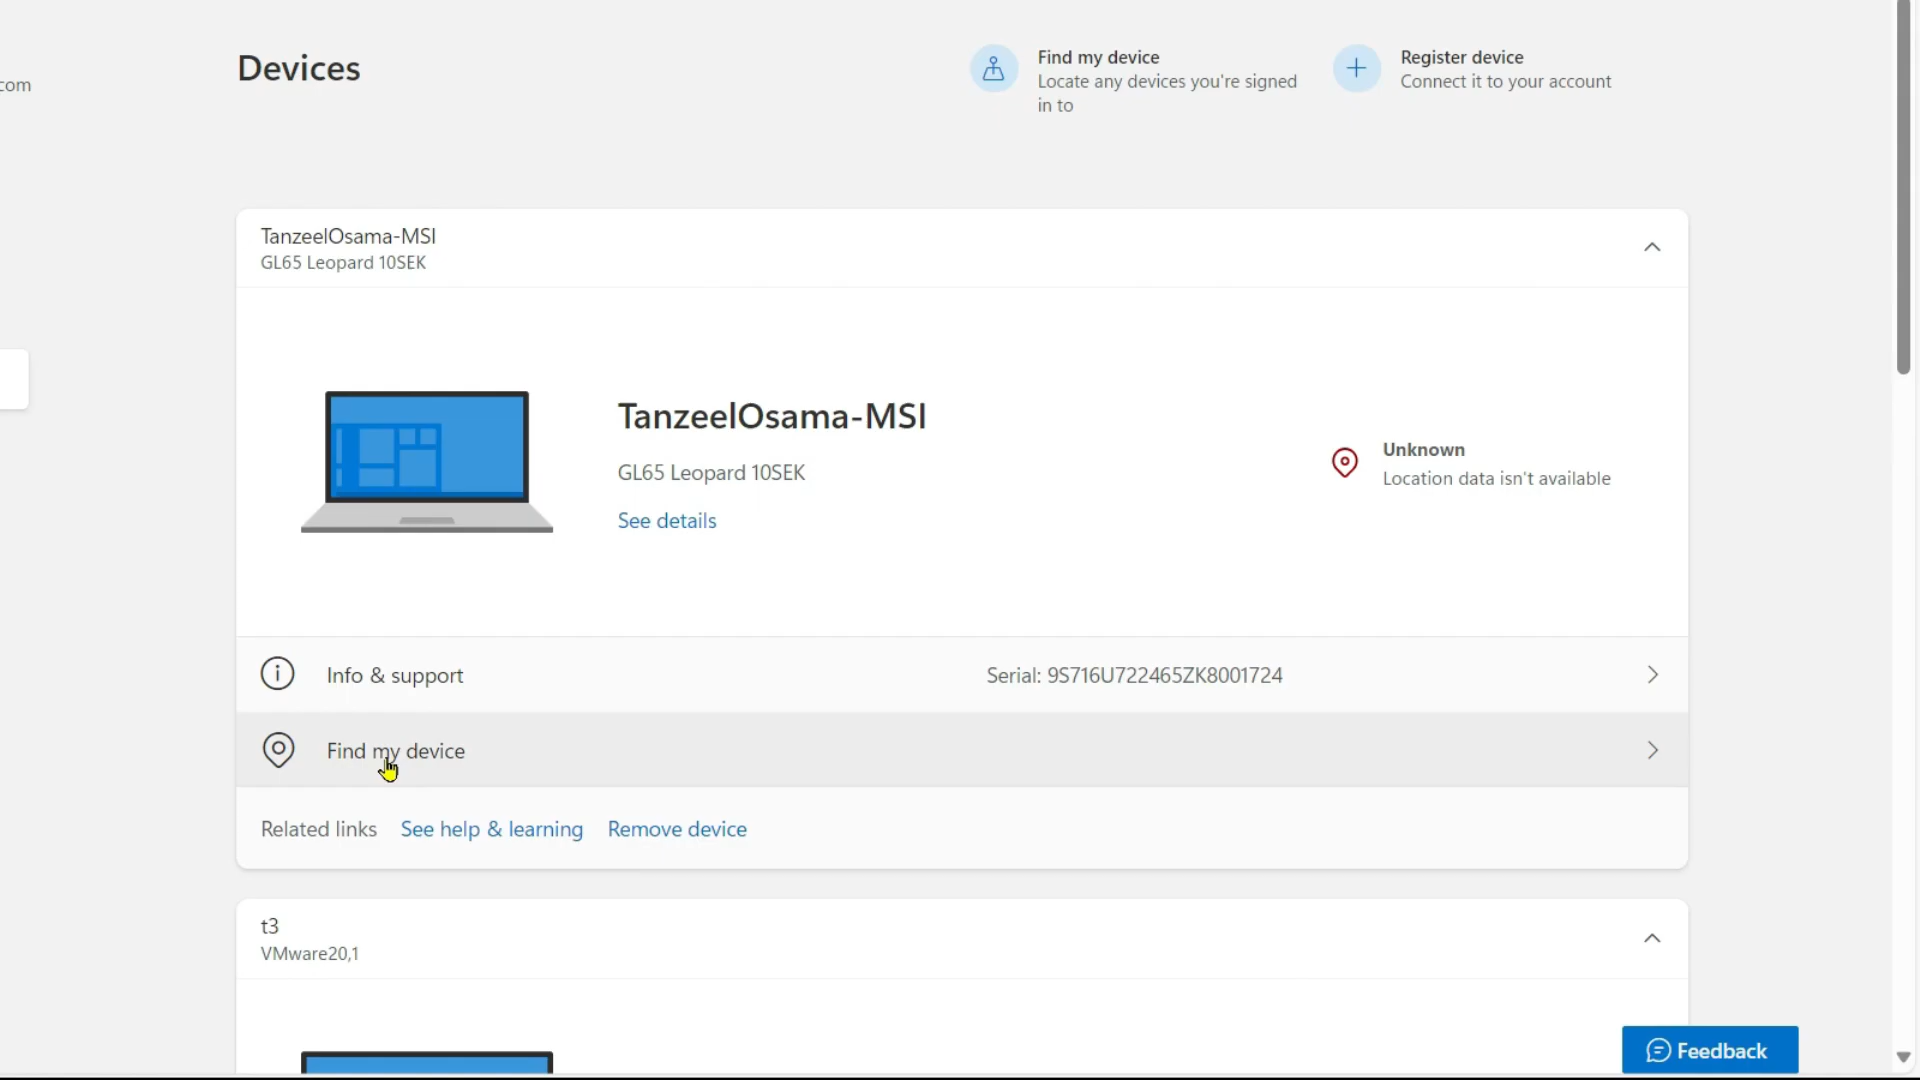 com
Devices
Find my device
Locate any devices you're signed
in to
Register device
Connect it to your account
TanzeelOsama-MSI
GL65 Leopard 10SEK
TanzeelOsama-MSI
GL65 Leopard 10SEK
See details
Unknown
Location data isn't available
Info & support
Serial: 9S716U722465ZK8001724
Find my device
Related links See help & learning Remove device
t3
VMware20,1
Feedback